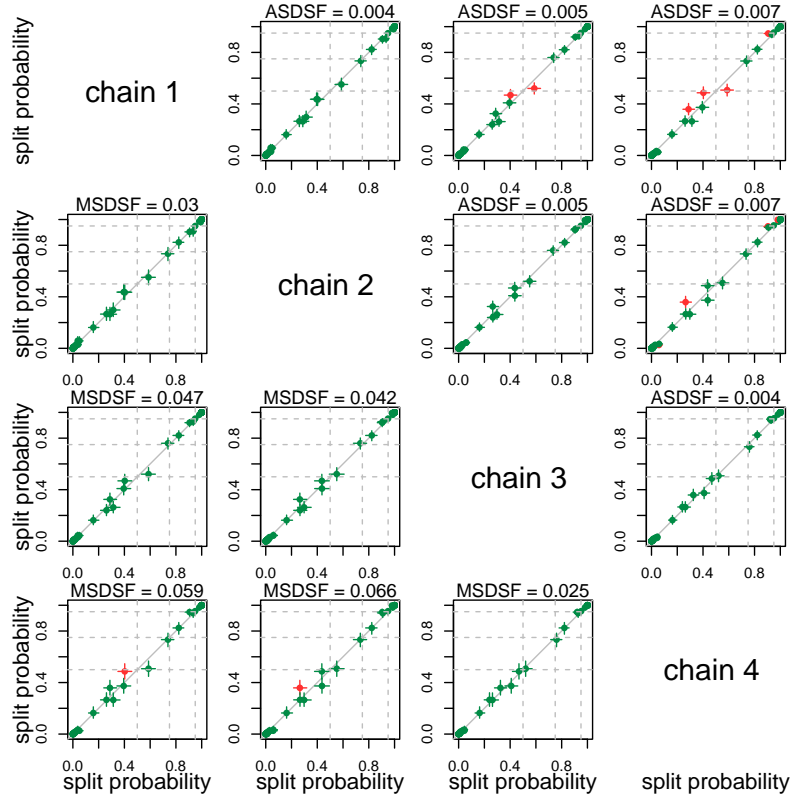 ASDSF = 0.004
ASDSF = 0.005
ASDSF = 0.007
split probability
0.0 0.4 0.8
chain 1
0.0 0.4 0.8
0.0 0.4 0.8
0.0 0.4 0.8
0.0 0.4 0.8
MSDSF = 0.03
ASDSF = 0.005
ASDSF = 0.007
split probability
0.0 0.4 0.8
chain 2
0.0 0.4 0.8
0.0 0.4 0.8
0.0 0.4 0.8
MSDSF = 0.047
MSDSF = 0.042
ASDSF = 0.004
split probability
0.0 0.4 0.8
chain 3
0.0 0.4 0.8
0.0 0.4 0.8
0.0 0.4 0.8
MSDSF = 0.059
MSDSF = 0.066
MSDSF = 0.025
split probability
0.0 0.4 0.8
chain 4
0.0 0.4 0.8
0.0 0.4 0.8
0.0 0.4 0.8
split probability
split probability
split probability
split probability